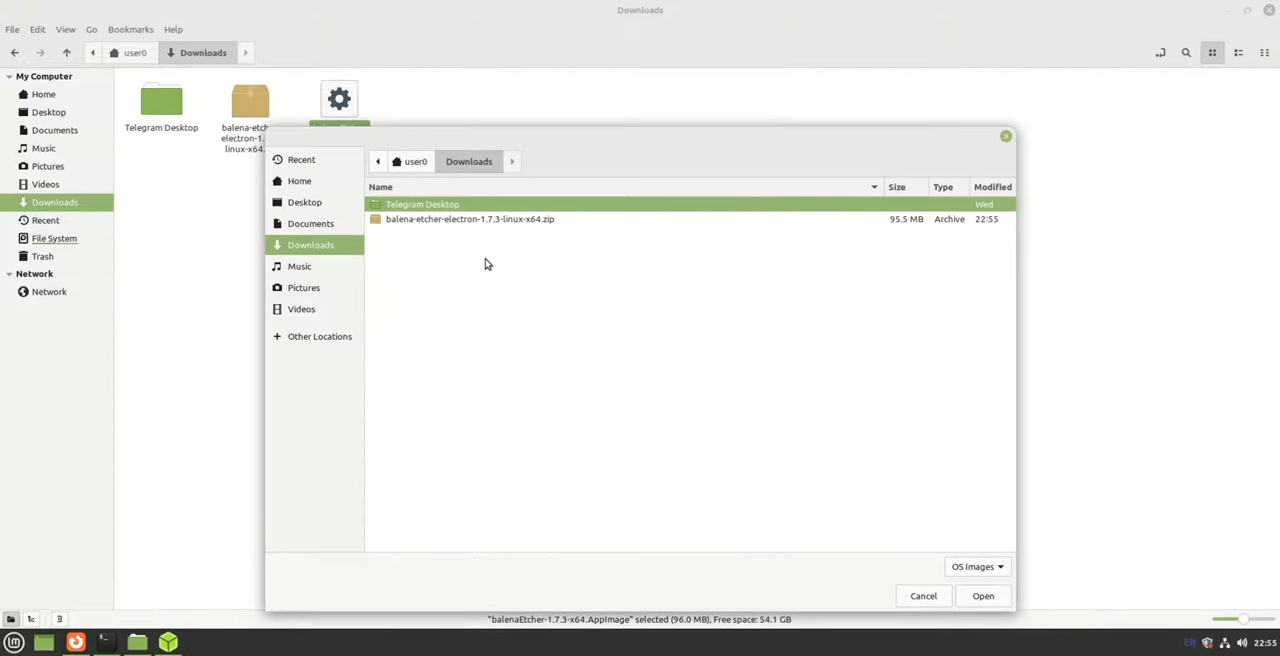 Downloads
File Edit View Go Bookmarks Help
user0 Downloads
My Computer
Home
Desktop
Documents
Music
Pictures
Videos
Downloads
Recent
File System
Trash
Network
Network
Telegram Desktop
balena-etch
electron-1.
linux-x64.
Recent
Home
Desktop
Documents
Downloads
Music
Pictures
Videos
Other Locations
user0 Downloads
Name Size Type Modified
Telegram Desktop Wed
balena-etcher-electron-1.7.3-linux-x64.zip 95.5 MB Archive 22:55
OS Images
Cancel Open
"balenaEtcher-1.7.3-x64.AppImage" selected (96.0 MB), Free space: 54.1 GB
EN 22:55